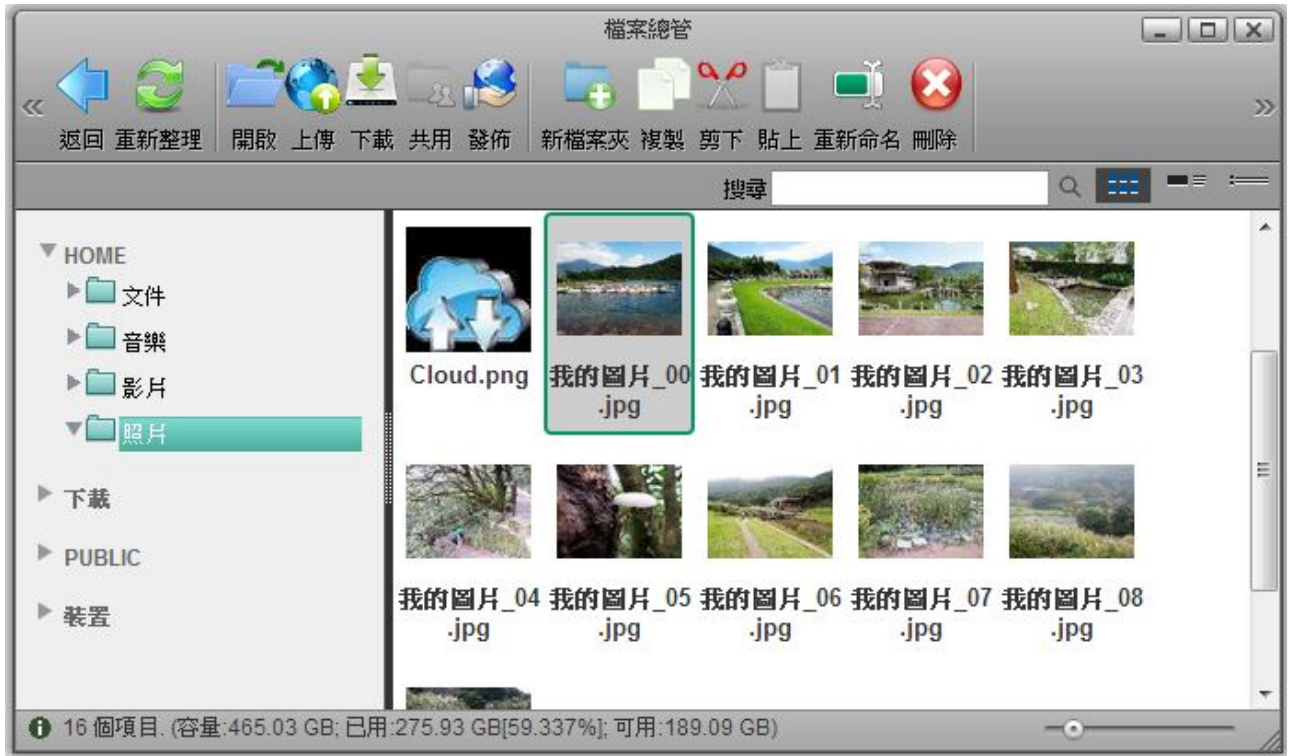 檔案總管
返回 重新整理 開啟 上傳 下載 共用 發佈 新檔案夾 複製 剪下 貼上 重新命名 刪除
搜尋
HOME
文件
音樂
影片
照片
下載
PUBLIC
裝置
Cloud.png 我的圖片_00.jpg 我的圖片_01.jpg 我的圖片_02.jpg 我的圖片_03.jpg
我的圖片_04.jpg 我的圖片_05.jpg 我的圖片_06.jpg 我的圖片_07.jpg 我的圖片_08.jpg
16 個項目. (容量:465.03 GB; 已用:275.93 GB[59.337%]; 可用:189.09 GB)